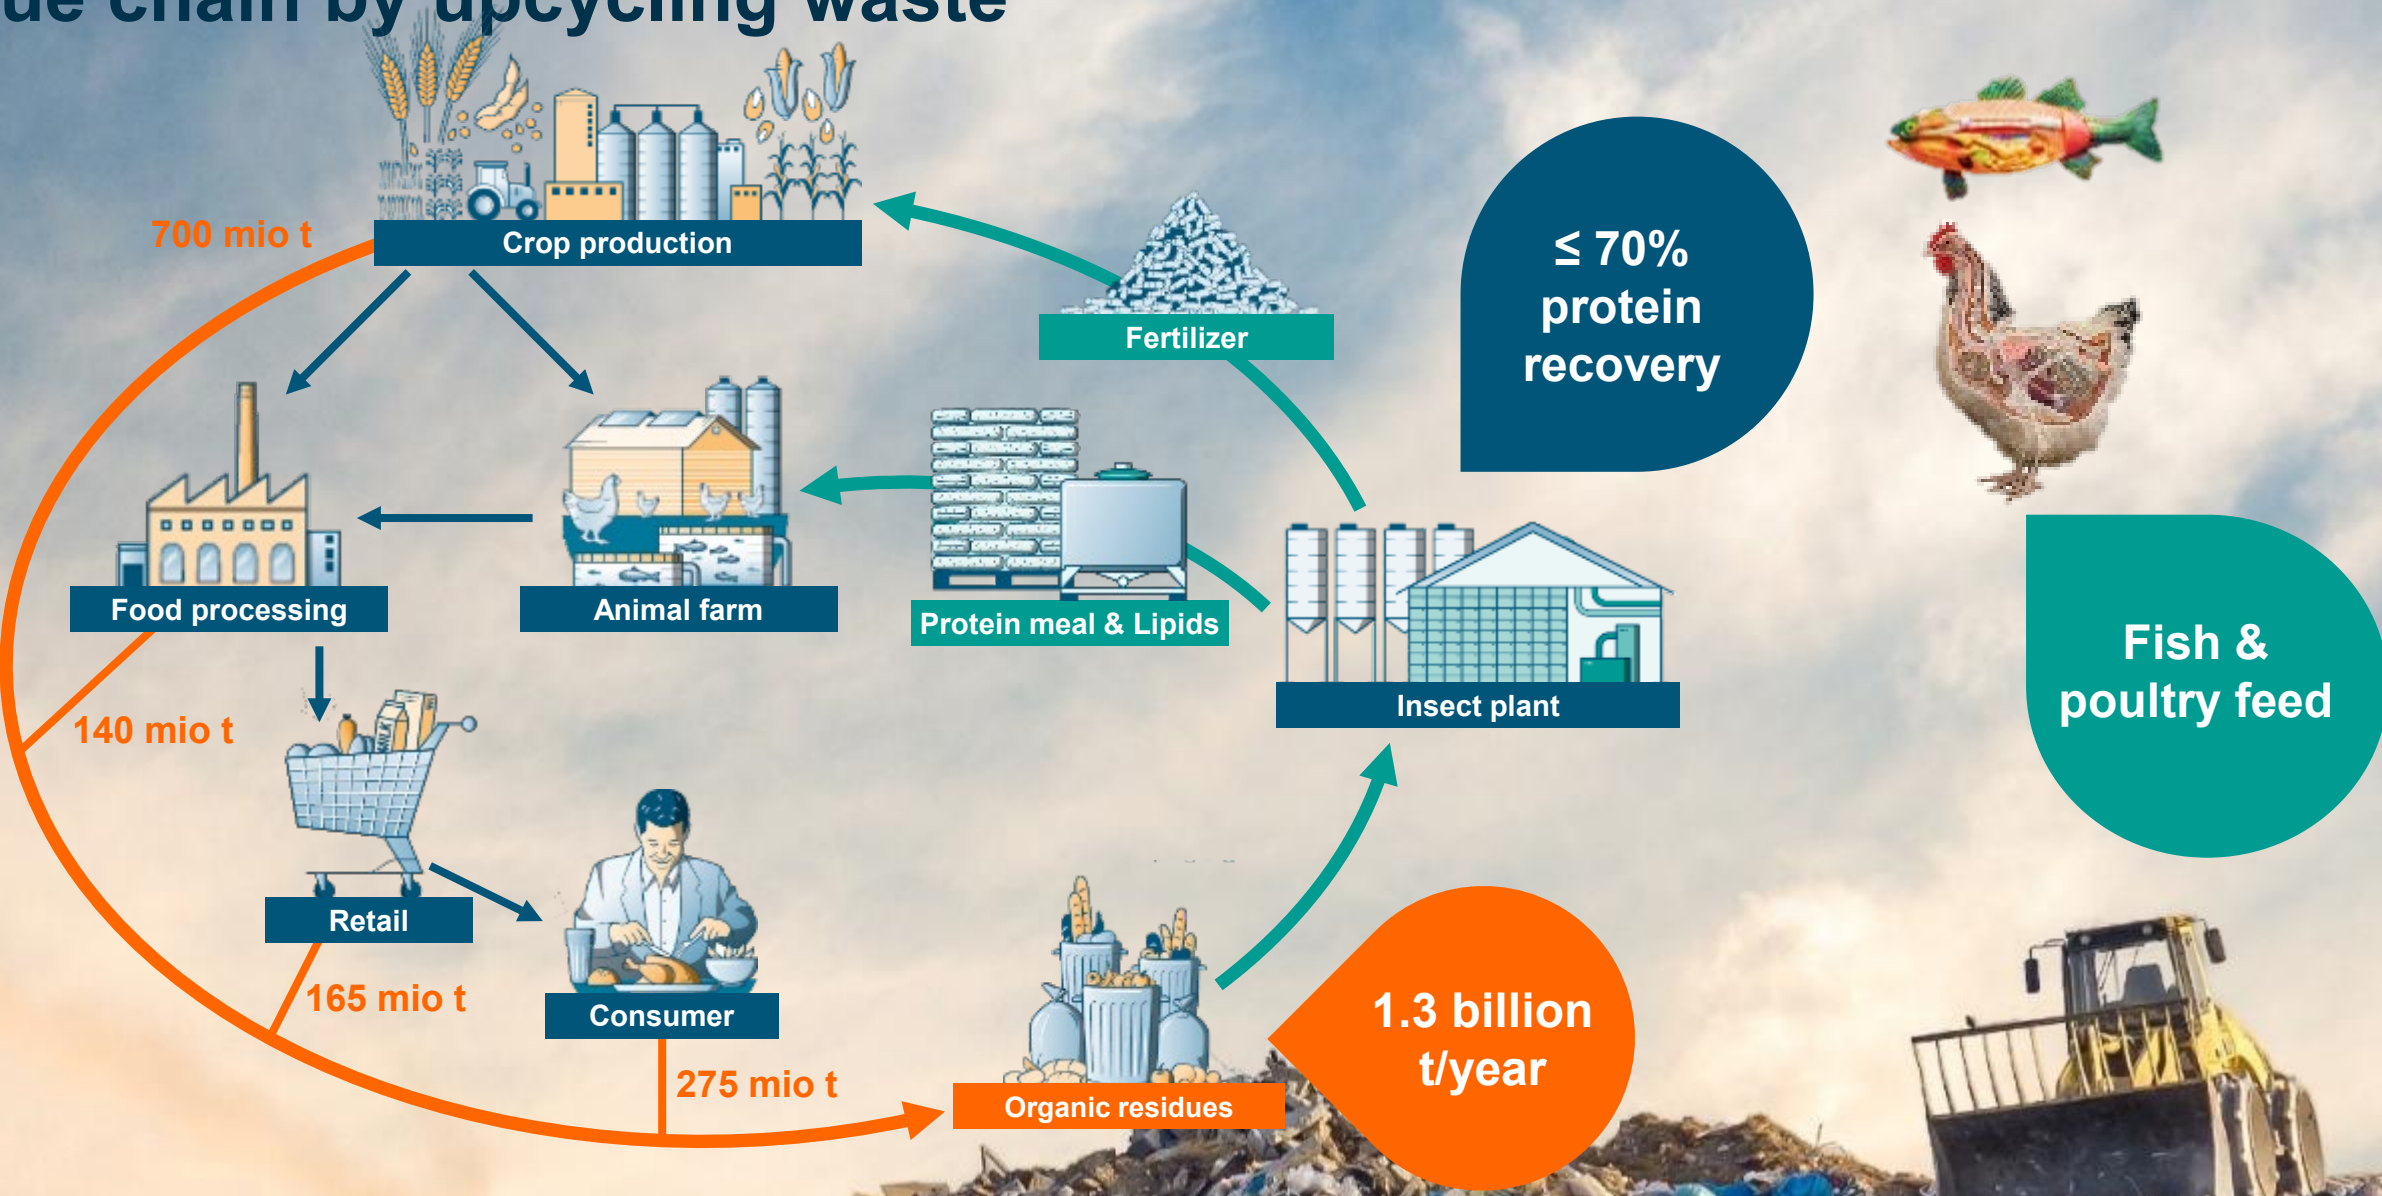 chain by upcycling waste
700 mio t
Crop production
Fertilizer
≤ 70%
protein
recovery
Food processing
Animal farm
Protein meal & Lipids
Insect plant
Fish &
poultry feed
140 mio t
MILK
Retail
165 mio t
Consumer
275 mio t
Organic residues
1.3 billion
t/year